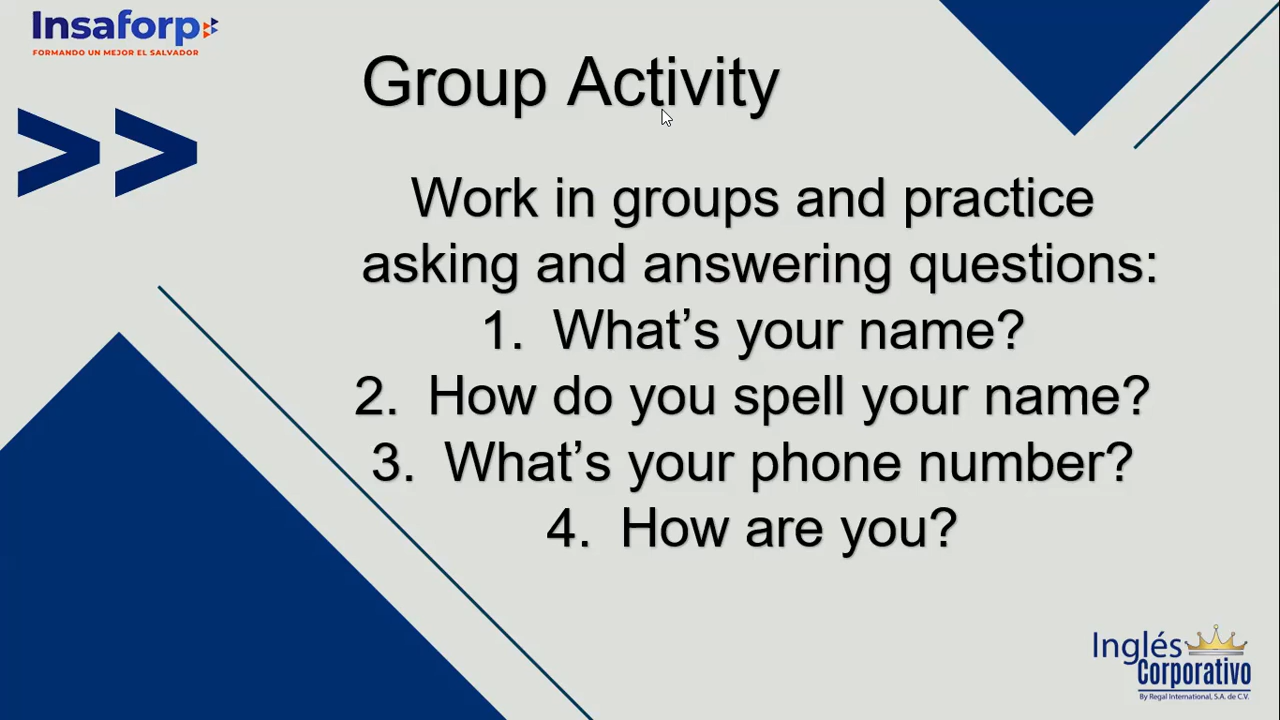 Insaforp
FORMANDO UN MEJOR EL SALVADOR
>>
Group Activity
Work in groups and practice
asking and answering questions:
1. What’s your name?
2. How do you spell your name?
3. What’s your phone number?
4. How are you?
Inglés
Corporativo
By Regal International, S.A. de C.V.